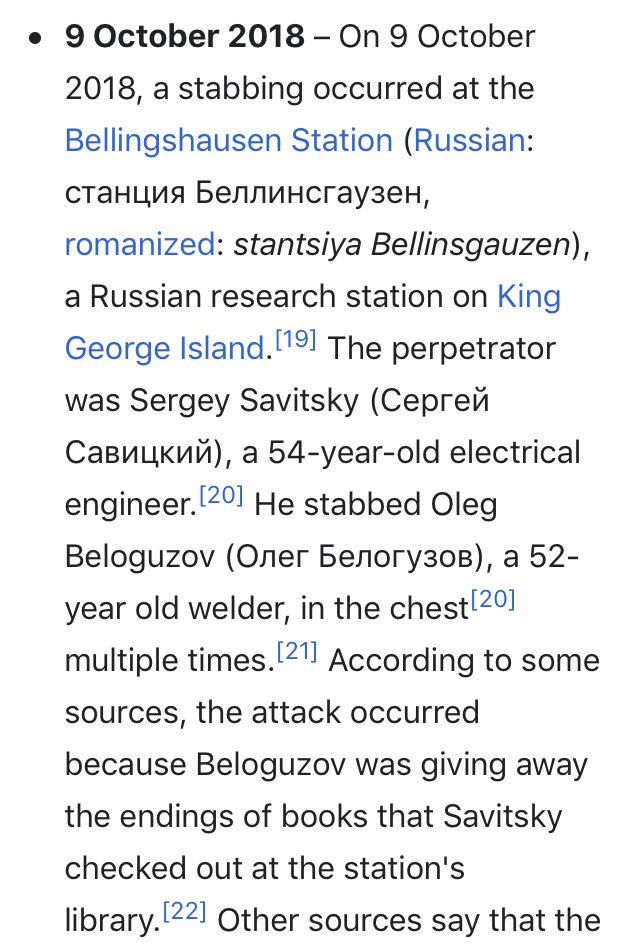 • 9 October 2018 – On 9 October
2018, a stabbing occurred at the
Bellingshausen Station (Russian:
станция Беллинсгаузен,
romanized: stantsiya Bellinsgauzen),
a Russian research station on King
George Island.[19] The perpetrator
was Sergey Savitsky (Сергей
Савицкий), a 54-year-old electrical
engineer.[20] He stabbed Oleg
Beloguzov (Олег Белогузов), a 52-
year old welder, in the chest[20]
multiple times.[21] According to some
sources, the attack occurred
because Beloguzov was giving away
the endings of books that Savitsky
checked out at the station's
library.[22] Other sources say that the